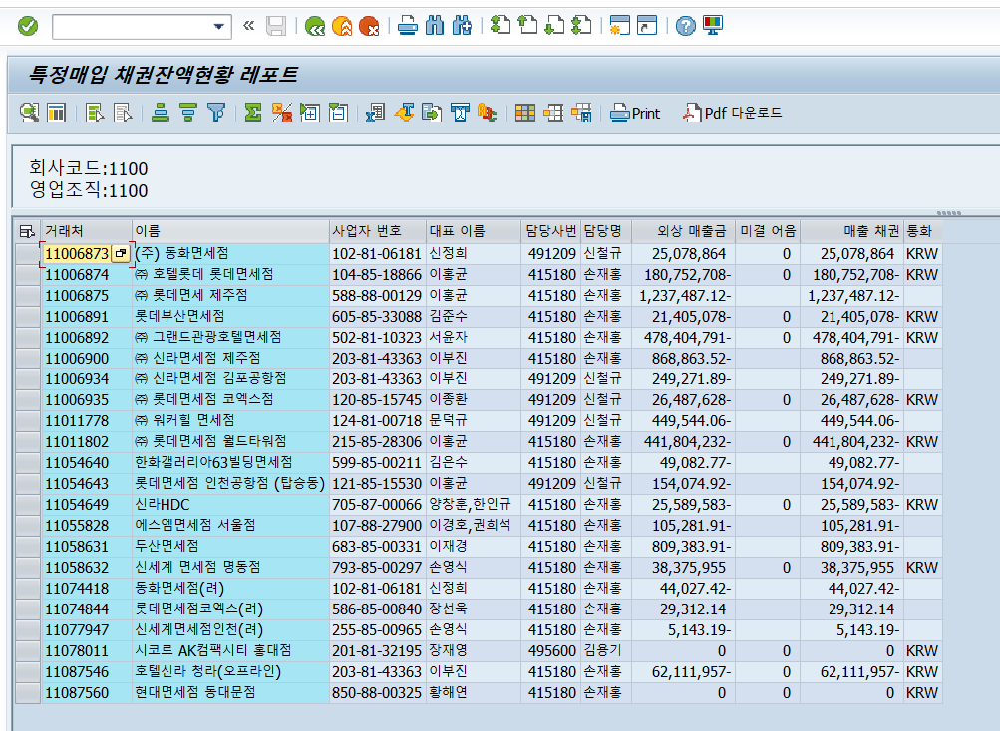 특정매입 채권잔액현황 레포트
Print Pdf 다운로드
회사코드:1100
영업조직:1100
거래처 이름 사업자 번호 대표 이름 담당사번 담당명 외상 매출금 미결 어음 매출 채권 통화
11006873 (주) 동화면세점 102-81-06181 신정희 491209 신철규 25,078,864 0 25,078,864 KRW
11006874 ㈜ 호텔롯데 롯데면세점 104-85-18866 이홍균 415180 손재홍 180,752,708- 0 180,752,708- KRW
11006875 ㈜ 롯데면세 제주점 588-88-00129 이홍균 415180 손재홍 1,237,487.12- 1,237,487.12-
11006891 롯데부산면세점 605-85-33088 김준수 415180 손재홍 21,405,078- 0 21,405,078- KRW
11006892 ㈜ 그랜드관광호텔면세점 502-81-10323 서윤자 415180 손재홍 478,404,791- 0 478,404,791- KRW
11006900 ㈜ 신라면세점 제주점 203-81-43363 이부진 415180 손재홍 868,863.52- 868,863.52-
11006934 ㈜ 신라면세점 김포공항점 203-81-43363 이부진 491209 신철규 249,271.89- 249,271.89-
11006935 ㈜ 롯데면세점 코엑스점 120-85-15745 이종환 491209 신철규 26,487,628- 0 26,487,628- KRW
11011778 ㈜ 워커힐 면세점 124-81-00718 문덕규 491209 신철규 449,544.06- 449,544.06-
11011802 ㈜ 롯데면세점 월드타워점 215-85-28306 이홍균 415180 손재홍 441,804,232- 0 441,804,232- KRW
11054640 한화갤러리아63빌딩면세점 599-85-00211 김은수 415180 손재홍 49,082.77- 49,082.77-
11054643 롯데면세점 인천공항점 (탑승동) 121-85-15530 이홍균 491209 신철규 154,074.92- 154,074.92-
11054649 신라HDC 705-87-00066 양창훈,한인규 415180 손재홍 25,589,583- 0 25,589,583- KRW
11055828 에스엠면세점 서울점 107-88-27900 이경호,권희석 415180 손재홍 105,281.91- 105,281.91-
11058631 두산면세점 683-85-00331 이재경 415180 손재홍 809,383.91- 809,383.91-
11058632 신세계 면세점 명동점 793-85-00297 손영식 415180 손재홍 38,375,955 0 38,375,955 KRW
11074418 동화면세점(려) 102-81-06181 신정희 415180 손재홍 44,027.42- 44,027.42-
11074844 롯데면세점코엑스(려) 586-85-00840 장선욱 415180 손재홍 29,312.14 29,312.14
11077947 신세계면세점인천(려) 255-85-00965 손영식 415180 손재홍 5,143.19- 5,143.19-
11078011 시코르 AK컴팩시티 홍대점 201-81-32195 장재영 495600 김용기 0 0 0 KRW
11087546 호텔신라 청라(오프라인) 203-81-43363 이부진 415180 손재홍 62,111,957- 0 62,111,957- KRW
11087560 현대면세점 동대문점 850-88-00325 황해연 415180 손재홍 0 0 0 KRW